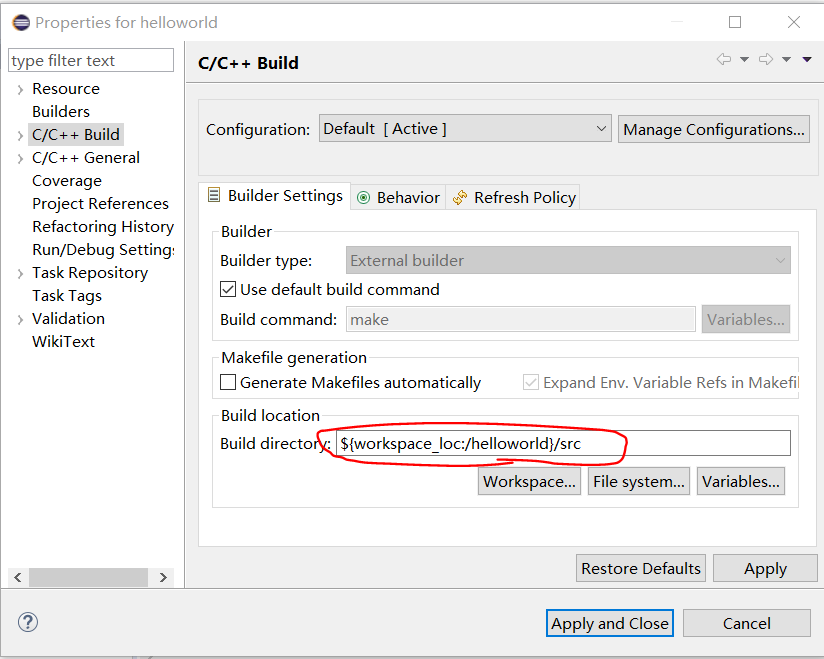 Properties for helloworld
type filter text
Resource
Builders
C/C++ Build
C/C++ General
Coverage
Project References
Refactoring History
Run/Debug Settings
Task Repository
Task Tags
Validation
WikiText
C/C++ Build
Configuration: Default [ Active ] Manage Configurations...
Builder Settings Behavior Refresh Policy
Builder
Builder type: External builder
Use default build command
Build command: make Variables...
Makefile generation
Generate Makefiles automatically Expand Env. Variable Refs in Makefil
Build location
Build directory: ${workspace_loc:/helloworld}/src
Workspace... File system... Variables...
Restore Defaults Apply
Apply and Close Cancel